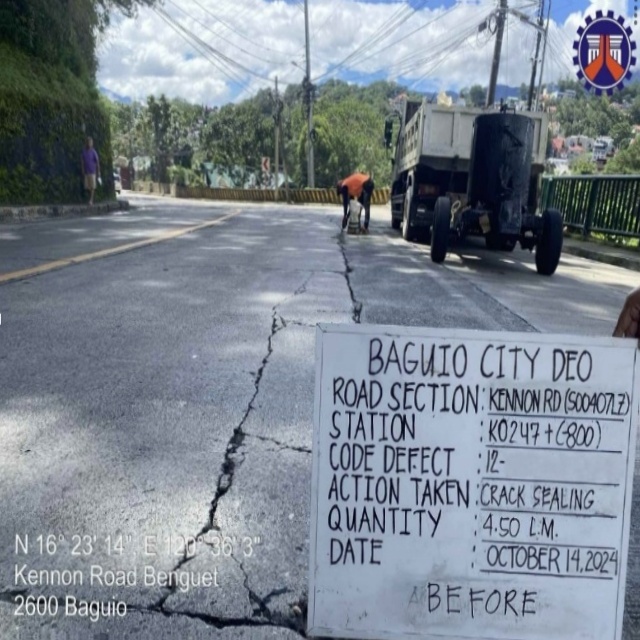 BAGUIO CITY DEO
ROAD SECTION: KENNON RD (S00407LZ)
STATION : K0247+(-800)
CODE DEFECT : 12-
ACTION TAKEN: CRACK SEALING
QUANTITY : 4.50 L.M.
DATE : OCTOBER 14, 2024
BEFORE
N 16° 23' 14", E 120° 36' 3"
Kennon Road Benguet
2600 Baguio